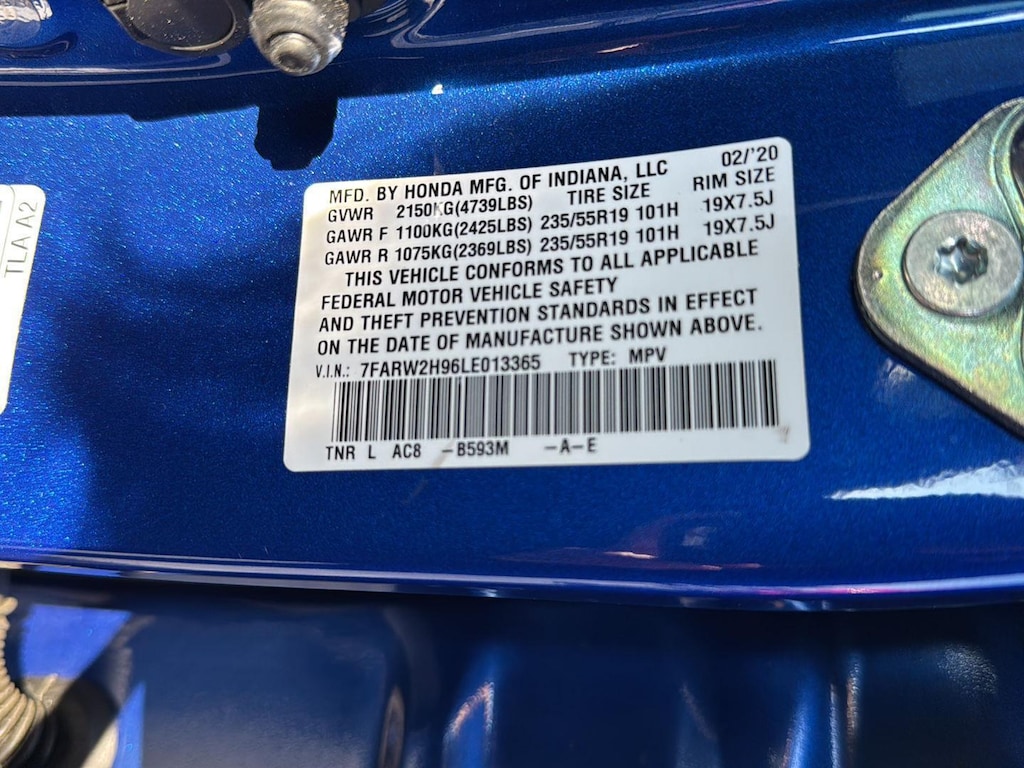 02/'20
MFD. BY HONDA MFG. OF INDIANA, LLC
GVWR 2150KG(4739LBS) TIRE SIZE RIM SIZE
GAWR F 1100KG(2425LBS) 235/55R19 101H 19X7.5J
GAWR R 1075KG(2369LBS) 235/55R19 101H 19X7.5J
THIS VEHICLE CONFORMS TO ALL APPLICABLE
FEDERAL MOTOR VEHICLE SAFETY
AND THEFT PREVENTION STANDARDS IN EFFECT
ON THE DATE OF MANUFACTURE SHOWN ABOVE.
V.I.N.: 7FARW2H96LE013365 TYPE: MPV
TNR L AC8 -B593M -A-E
TLA A2